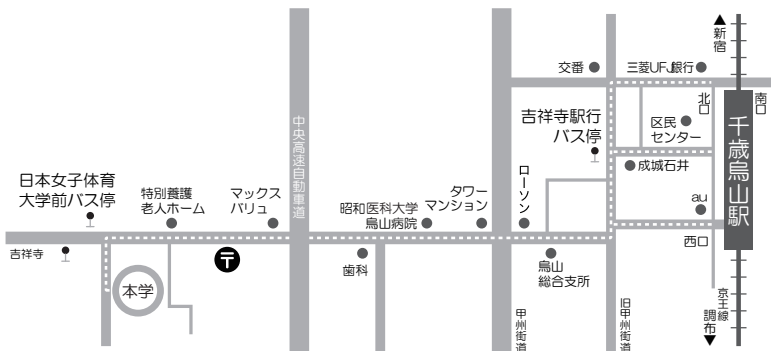 ▲新宿
交番
三菱UFJ銀行
北口
南口
千歳烏山駅
区民
センター
吉祥寺駅行
バス停
成城石井
au
西口
中央高速自動車道
ローソン
タワー
マンション
昭和医科大学
烏山病院
マックス
バリュ
特別養護
老人ホーム
日本女子体育
大学前バス停
吉祥寺
〒
本学
歯科
烏山
総合支所
甲州街道
旧甲州街道
京王線
調布▼